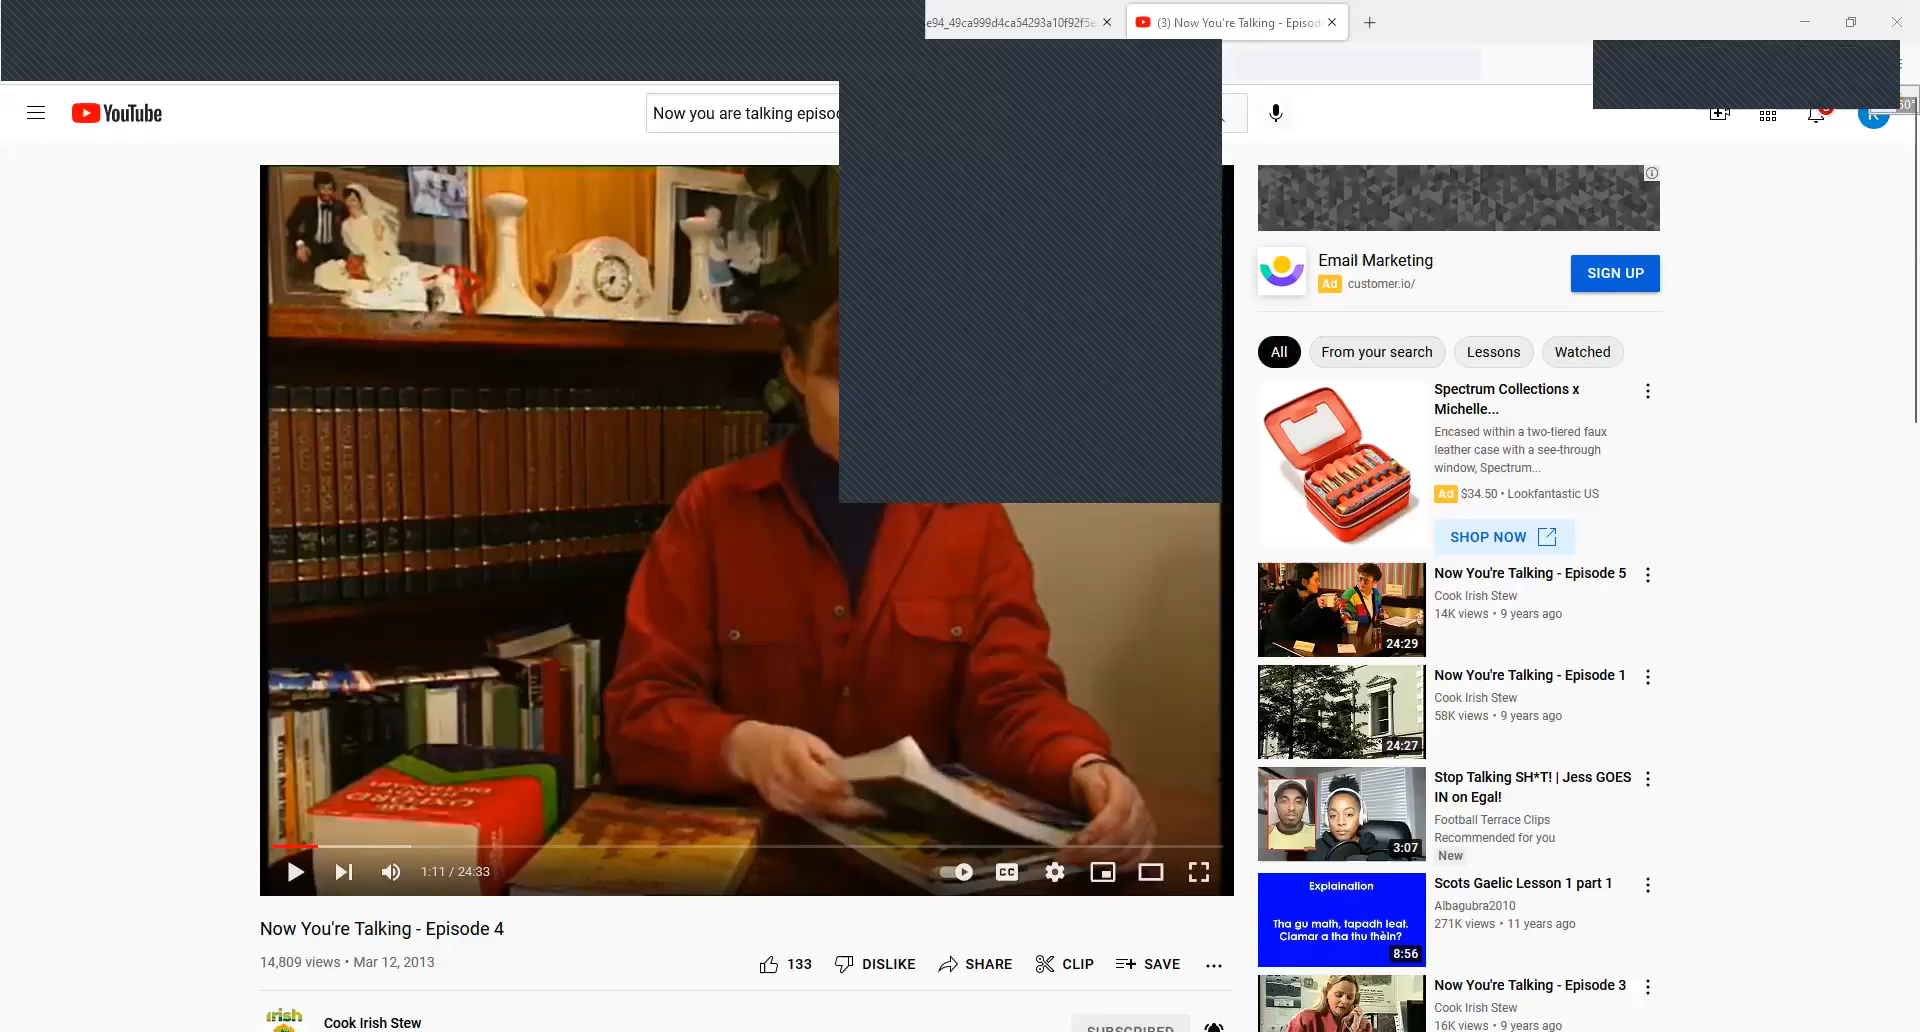 e94_49ca999d4ca54293a10f92f5e
(3) Now You're Talking - Episod
YouTube
Now you are talking episo
Email Marketing
Ad customer.io/
SIGN UP
All From your search Lessons Watched
Spectrum Collections x
Michelle...
Encased within a two-tiered faux
leather case with a see-through
window, Spectrum...
Ad $34.50 • Lookfantastic US
SHOP NOW
Now You're Talking - Episode 5
Cook Irish Stew
14K views • 9 years ago
24:29
Now You're Talking - Episode 1
Cook Irish Stew
58K views • 9 years ago
24:27
Stop Talking SH*T! | Jess GOES
IN on Egal!
Football Terrace Clips
Recommended for you
New
3:07
Explaination
Tha gu math, tapadh leat.
Ciamar a tha thu fhèin?
8:56
Scots Gaelic Lesson 1 part 1
Albagubra2010
271K views • 11 years ago
Now You're Talking - Episode 3
Cook Irish Stew
16K views • 9 years ago
OXFORD
1:11 / 24:33
CC
Now You're Talking - Episode 4
14,809 views • Mar 12, 2013
133 DISLIKE SHARE CLIP SAVE
irish
Cook Irish Stew
SUBSCRIBED